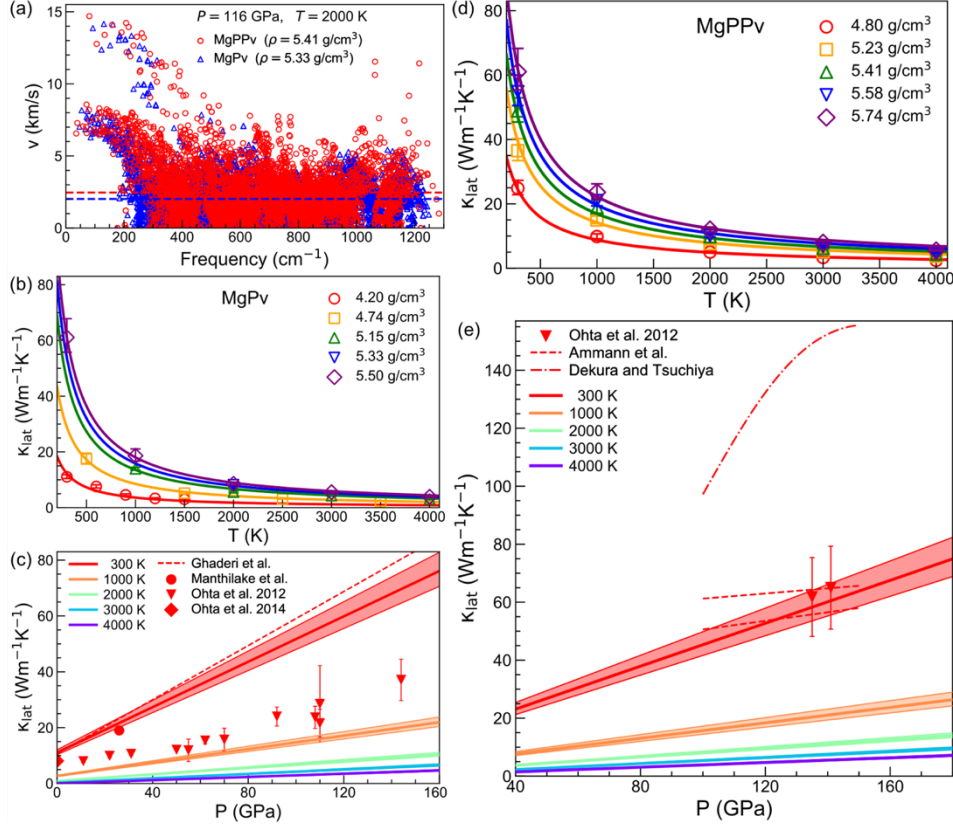 (a)
P = 116 GPa, T = 2000 K
MgPPv (ρ = 5.41 g/cm³)
MgPv (ρ = 5.33 g/cm³)
v (km/s)
15
10
5
0
0 200 400 600 800 1000 1200
Frequency (cm⁻¹)
(b)
MgPv
4.20 g/cm³
4.74 g/cm³
5.15 g/cm³
5.33 g/cm³
5.50 g/cm³
κlat (Wm⁻¹K⁻¹)
80
60
40
20
0
500 1000 1500 2000 2500 3000 3500 4000
T (K)
(c)
300 K
1000 K
2000 K
3000 K
4000 K
Ghaderi et al.
Manthilake et al.
Ohta et al. 2012
Ohta et al. 2014
κlat (Wm⁻¹K⁻¹)
80
60
40
20
0
0 40 80 120 160
P (GPa)
(d)
MgPPv
4.80 g/cm³
5.23 g/cm³
5.41 g/cm³
5.58 g/cm³
5.74 g/cm³
κlat (Wm⁻¹K⁻¹)
80
60
40
20
0
500 1000 1500 2000 2500 3000 3500 4000
T (K)
(e)
Ohta et al. 2012
Ammann et al.
Dekura and Tsuchiya
300 K
1000 K
2000 K
3000 K
4000 K
κlat (Wm⁻¹K⁻¹)
140
120
100
80
60
40
20
0
40 80 120 160
P (GPa)